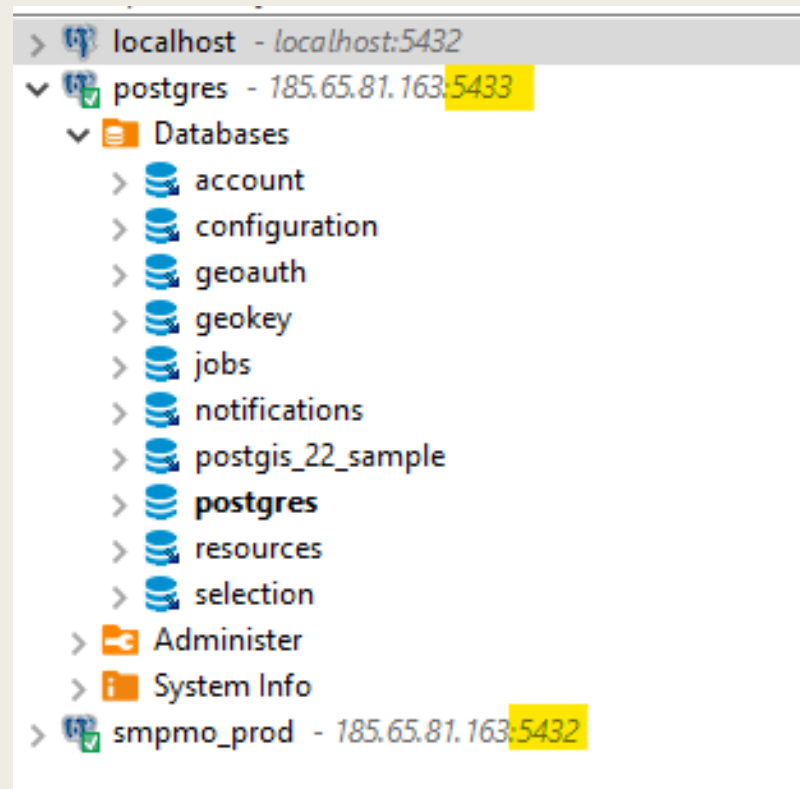 localhost - localhost:5432
postgres - 185.65.81.163:5433
Databases
account
configuration
geoauth
geokey
jobs
notifications
postgis_22_sample
postgres
resources
selection
Administer
System Info
smpmo_prod - 185.65.81.163:5432